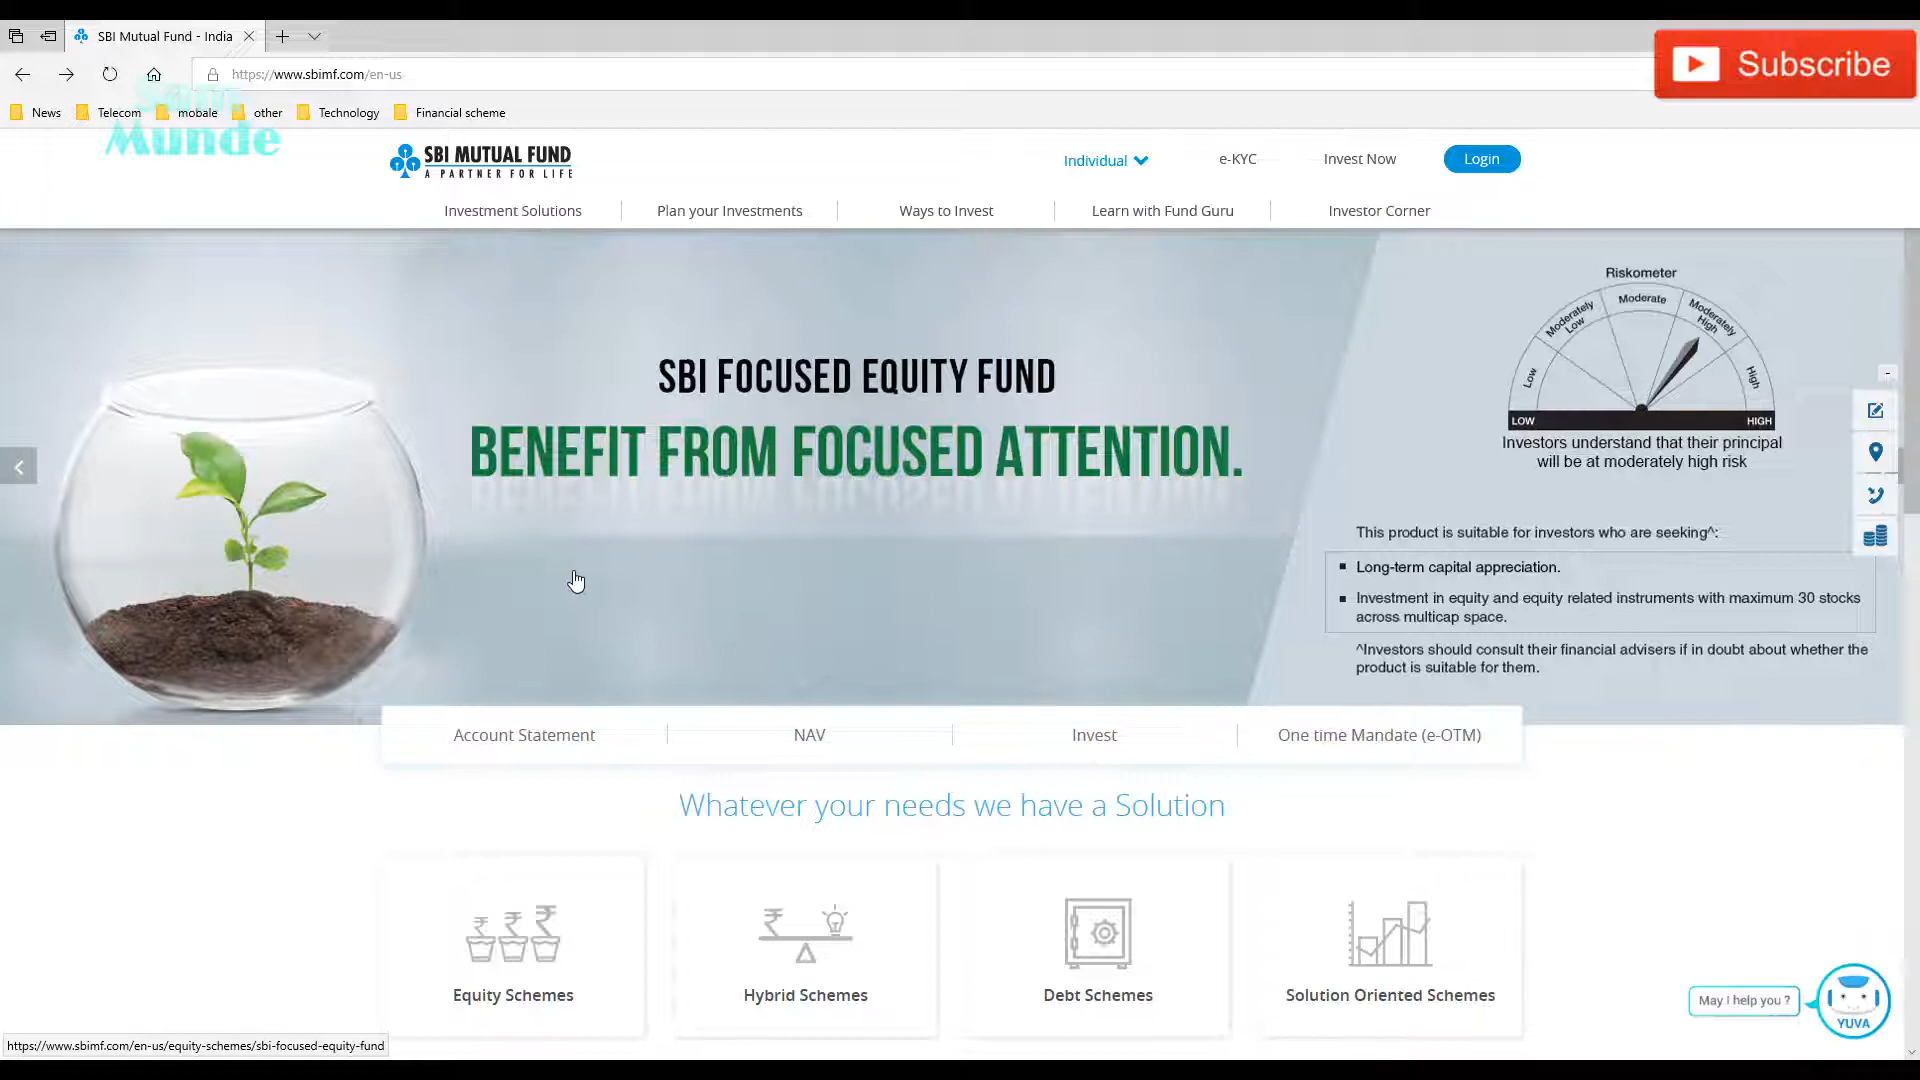 SBI Mutual Fund - India
https://www.sbimf.com/en-us
Subscribe
News Telecom mobale other Technology Financial scheme
Sam
Munde
SBI MUTUAL FUND
A PARTNER FOR LIFE
Individual e-KYC Invest Now Login
Investment Solutions Plan your Investments Ways to Invest Learn with Fund Guru Investor Corner
Riskometer
Low Moderately Low Moderate Moderately High High
LOW HIGH
Investors understand that their principal
will be at moderately high risk
SBI FOCUSED EQUITY FUND
BENEFIT FROM FOCUSED ATTENTION.
This product is suitable for investors who are seeking^:
▪ Long-term capital appreciation.
▪ Investment in equity and equity related instruments with maximum 30 stocks
across multicap space.
^Investors should consult their financial advisers if in doubt about whether the
product is suitable for them.
Account Statement NAV Invest One time Mandate (e-OTM)
Whatever your needs we have a Solution
Equity Schemes Hybrid Schemes Debt Schemes Solution Oriented Schemes
May I help you ?
YUVA
https://www.sbimf.com/en-us/equity-schemes/sbi-focused-equity-fund